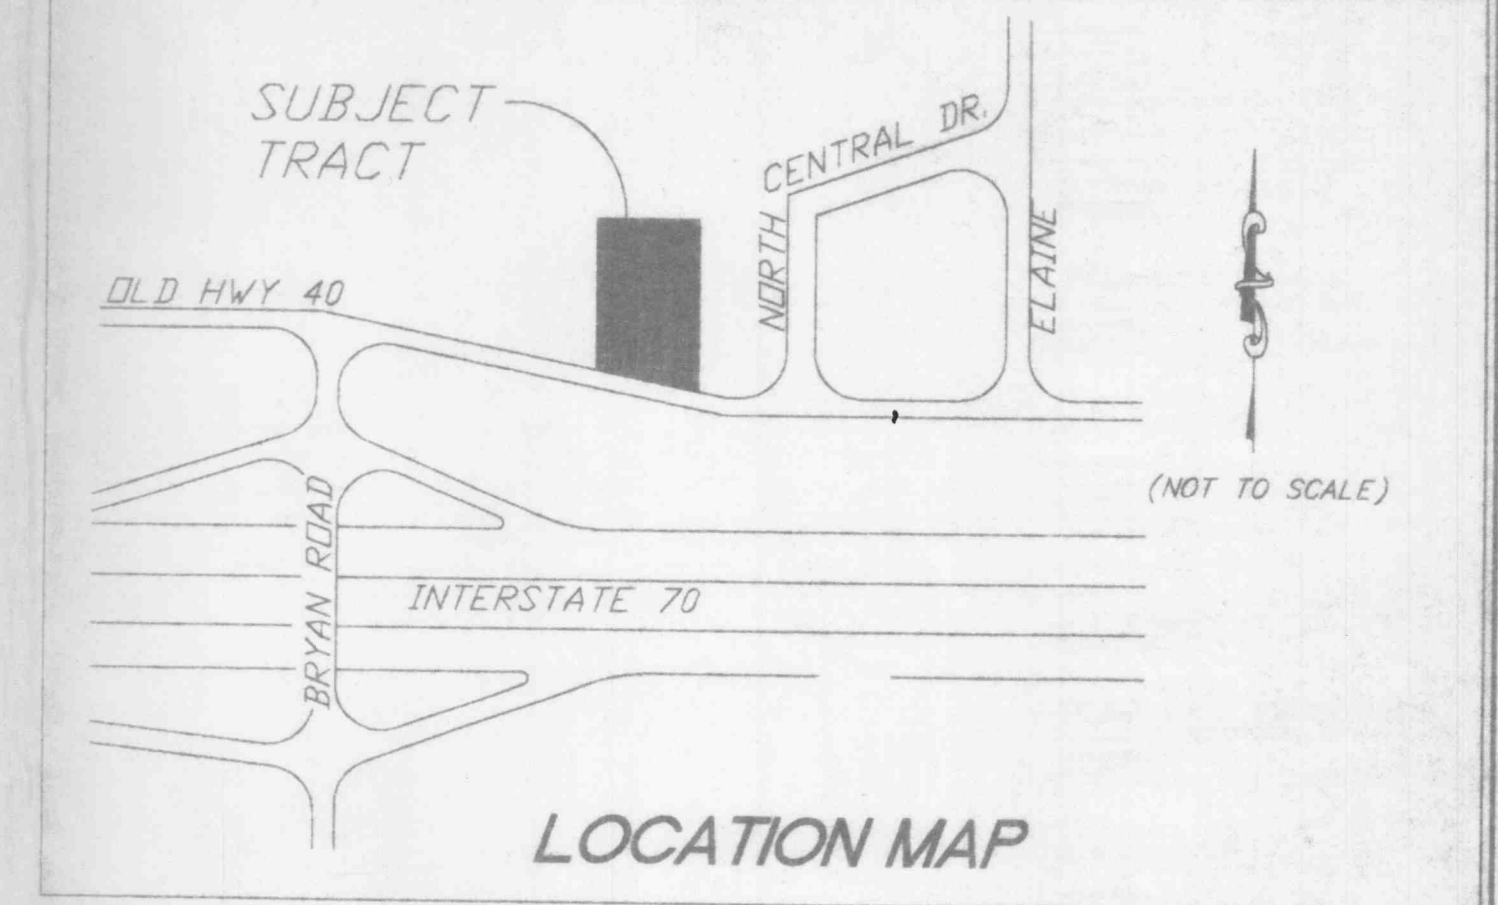 SUBJECT
TRACT
CENTRAL DR.
NORTH
ELAINE
OLD HWY 40
(NOT TO SCALE)
BRYAN ROAD
INTERSTATE 70
LOCATION MAP